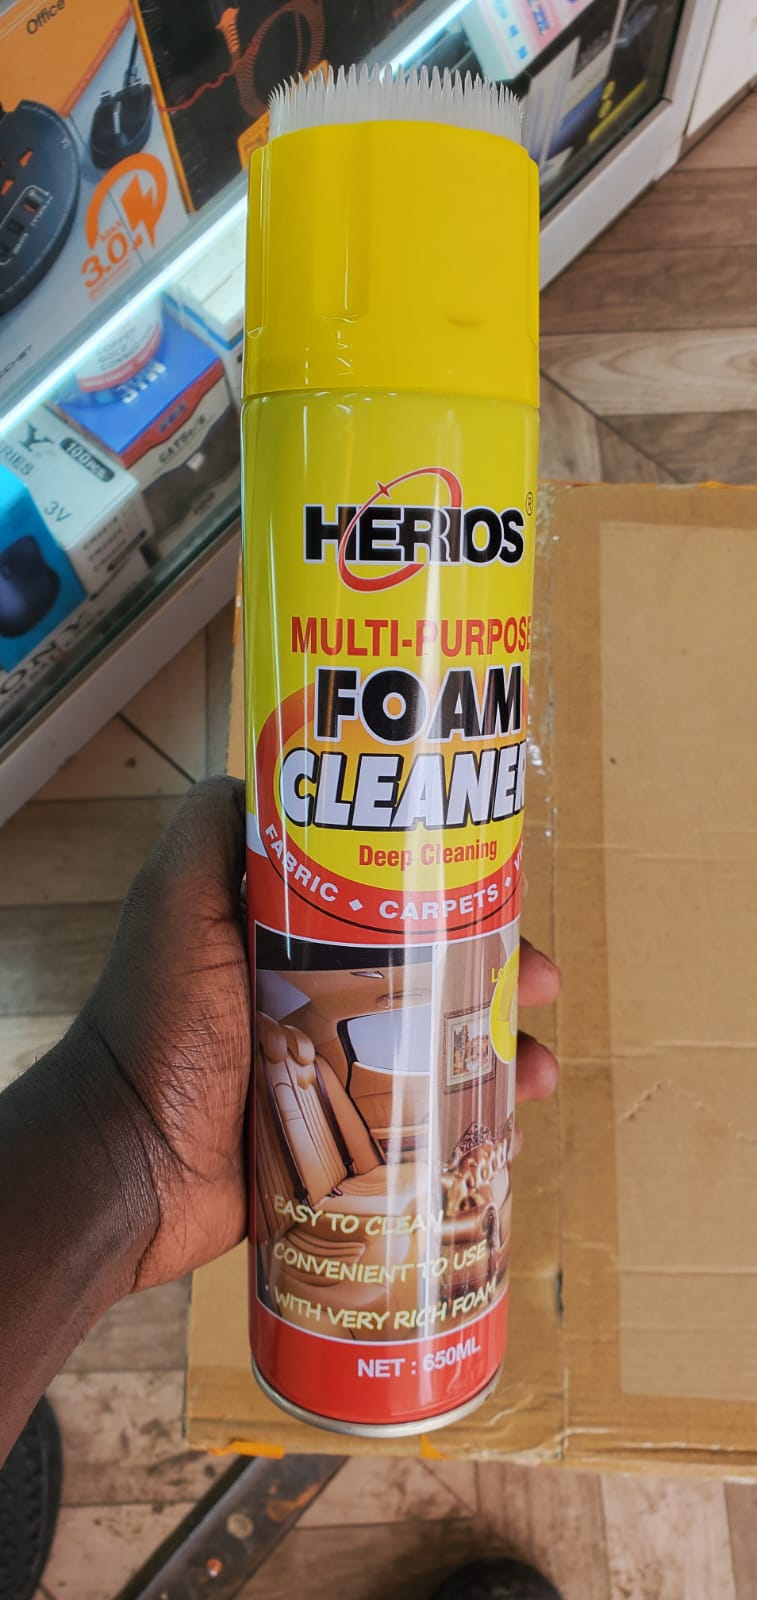 Office
MAX
3.0
100PCS
3V
HERIOS®
MULTI-PURPOSE
FOAM
CLEANER
Deep Cleaning
FABRIC ◆ CARPETS ◆
EASY TO CLEAN
CONVENIENT TO USE
WITH VERY RICH FOAM
NET : 650ML